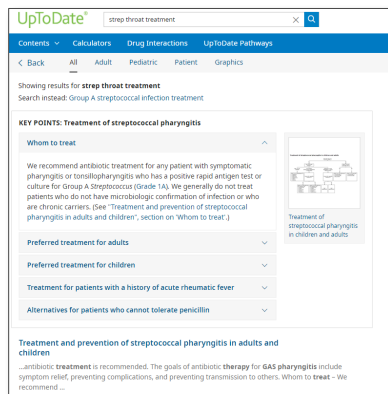 UpToDate®
strep throat treatment
Contents Calculators Drug Interactions UpToDate Pathways
Back All Adult Pediatric Patient Graphics
Showing results for strep throat treatment
Search instead: Group A streptococcal infection treatment
KEY POINTS: Treatment of streptococcal pharyngitis
Whom to treat
We recommend antibiotic treatment for any patient with symptomatic
pharyngitis or tonsillopharyngitis who has a positive rapid antigen test or
culture for Group A Streptococcus (Grade 1A). We generally do not treat
patients who do not have microbiologic confirmation of infection or who
are chronic carriers. (See "Treatment and prevention of streptococcal
pharyngitis in adults and children", section on 'Whom to treat'.)
Treatment of
streptococcal pharyngitis
in children and adults
Preferred treatment for adults
Preferred treatment for children
Treatment for patients with a history of acute rheumatic fever
Alternatives for patients who cannot tolerate penicillin
Treatment and prevention of streptococcal pharyngitis in adults and
children
...antibiotic treatment is recommended. The goals of antibiotic therapy for GAS pharyngitis include
symptom relief, preventing complications, and preventing transmission to others. Whom to treat – We
recommend ...